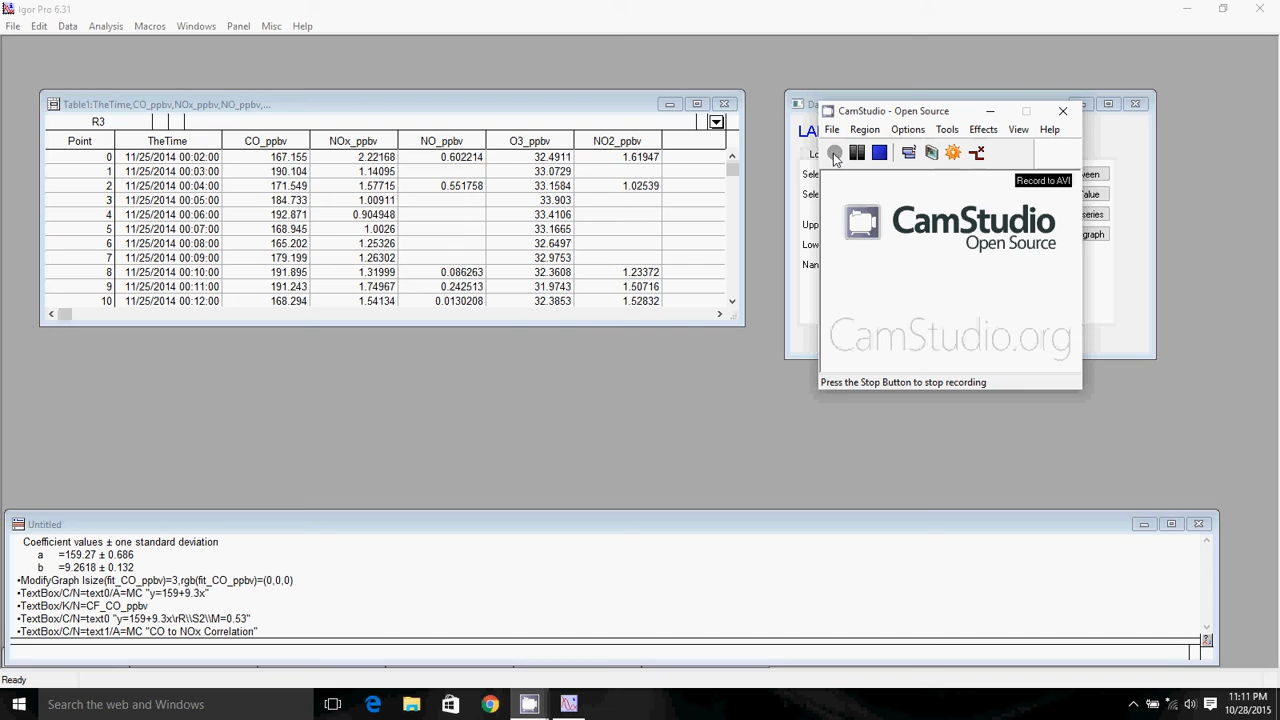 Igor Pro 6.31
File Edit Data Analysis Macros Windows Panel Misc Help
Table1:TheTime,CO_ppbv,NOx_ppbv,NO_ppbv,...
R3
Point TheTime CO_ppbv NOx_ppbv NO_ppbv O3_ppbv NO2_ppbv
0 11/25/2014 00:02:00 167.155 2.22168 0.602214 32.4911 1.61947
1 11/25/2014 00:03:00 190.104 1.14095 33.0729
2 11/25/2014 00:04:00 171.549 1.57715 0.551758 33.1584 1.02539
3 11/25/2014 00:05:00 184.733 1.00911 33.903
4 11/25/2014 00:06:00 192.871 0.904948 33.4106
5 11/25/2014 00:07:00 168.945 1.0026 33.1665
6 11/25/2014 00:08:00 165.202 1.25326 32.6497
7 11/25/2014 00:09:00 179.199 1.26302 32.9753
8 11/25/2014 00:10:00 191.895 1.31999 0.086263 32.3608 1.23372
9 11/25/2014 00:11:00 191.243 1.74967 0.242513 31.9743 1.50716
10 11/25/2014 00:12:00 168.294 1.54134 0.0130208 32.3853 1.52832
Da
LA
Lo
Selec
Selec
Uppe
Lowe
Nam
ween
Value
series
graph
CamStudio - Open Source
File Region Options Tools Effects View Help
Record to AVI
CamStudio
Open Source
CamStudio.org
Press the Stop Button to stop recording
Untitled
Coefficient values ± one standard deviation
a =159.27 ± 0.686
b =9.2618 ± 0.132
•ModifyGraph lsize(fit_CO_ppbv)=3,rgb(fit_CO_ppbv)=(0,0,0)
•TextBox/C/N=text0/A=MC "y=159+9.3x"
•TextBox/K/N=CF_CO_ppbv
•TextBox/C/N=text0 "y=159+9.3x\rR\\S2\\M=0.53"
•TextBox/C/N=text1/A=MC "CO to NOx Correlation"
Ready
Search the web and Windows
11:11 PM
10/28/2015